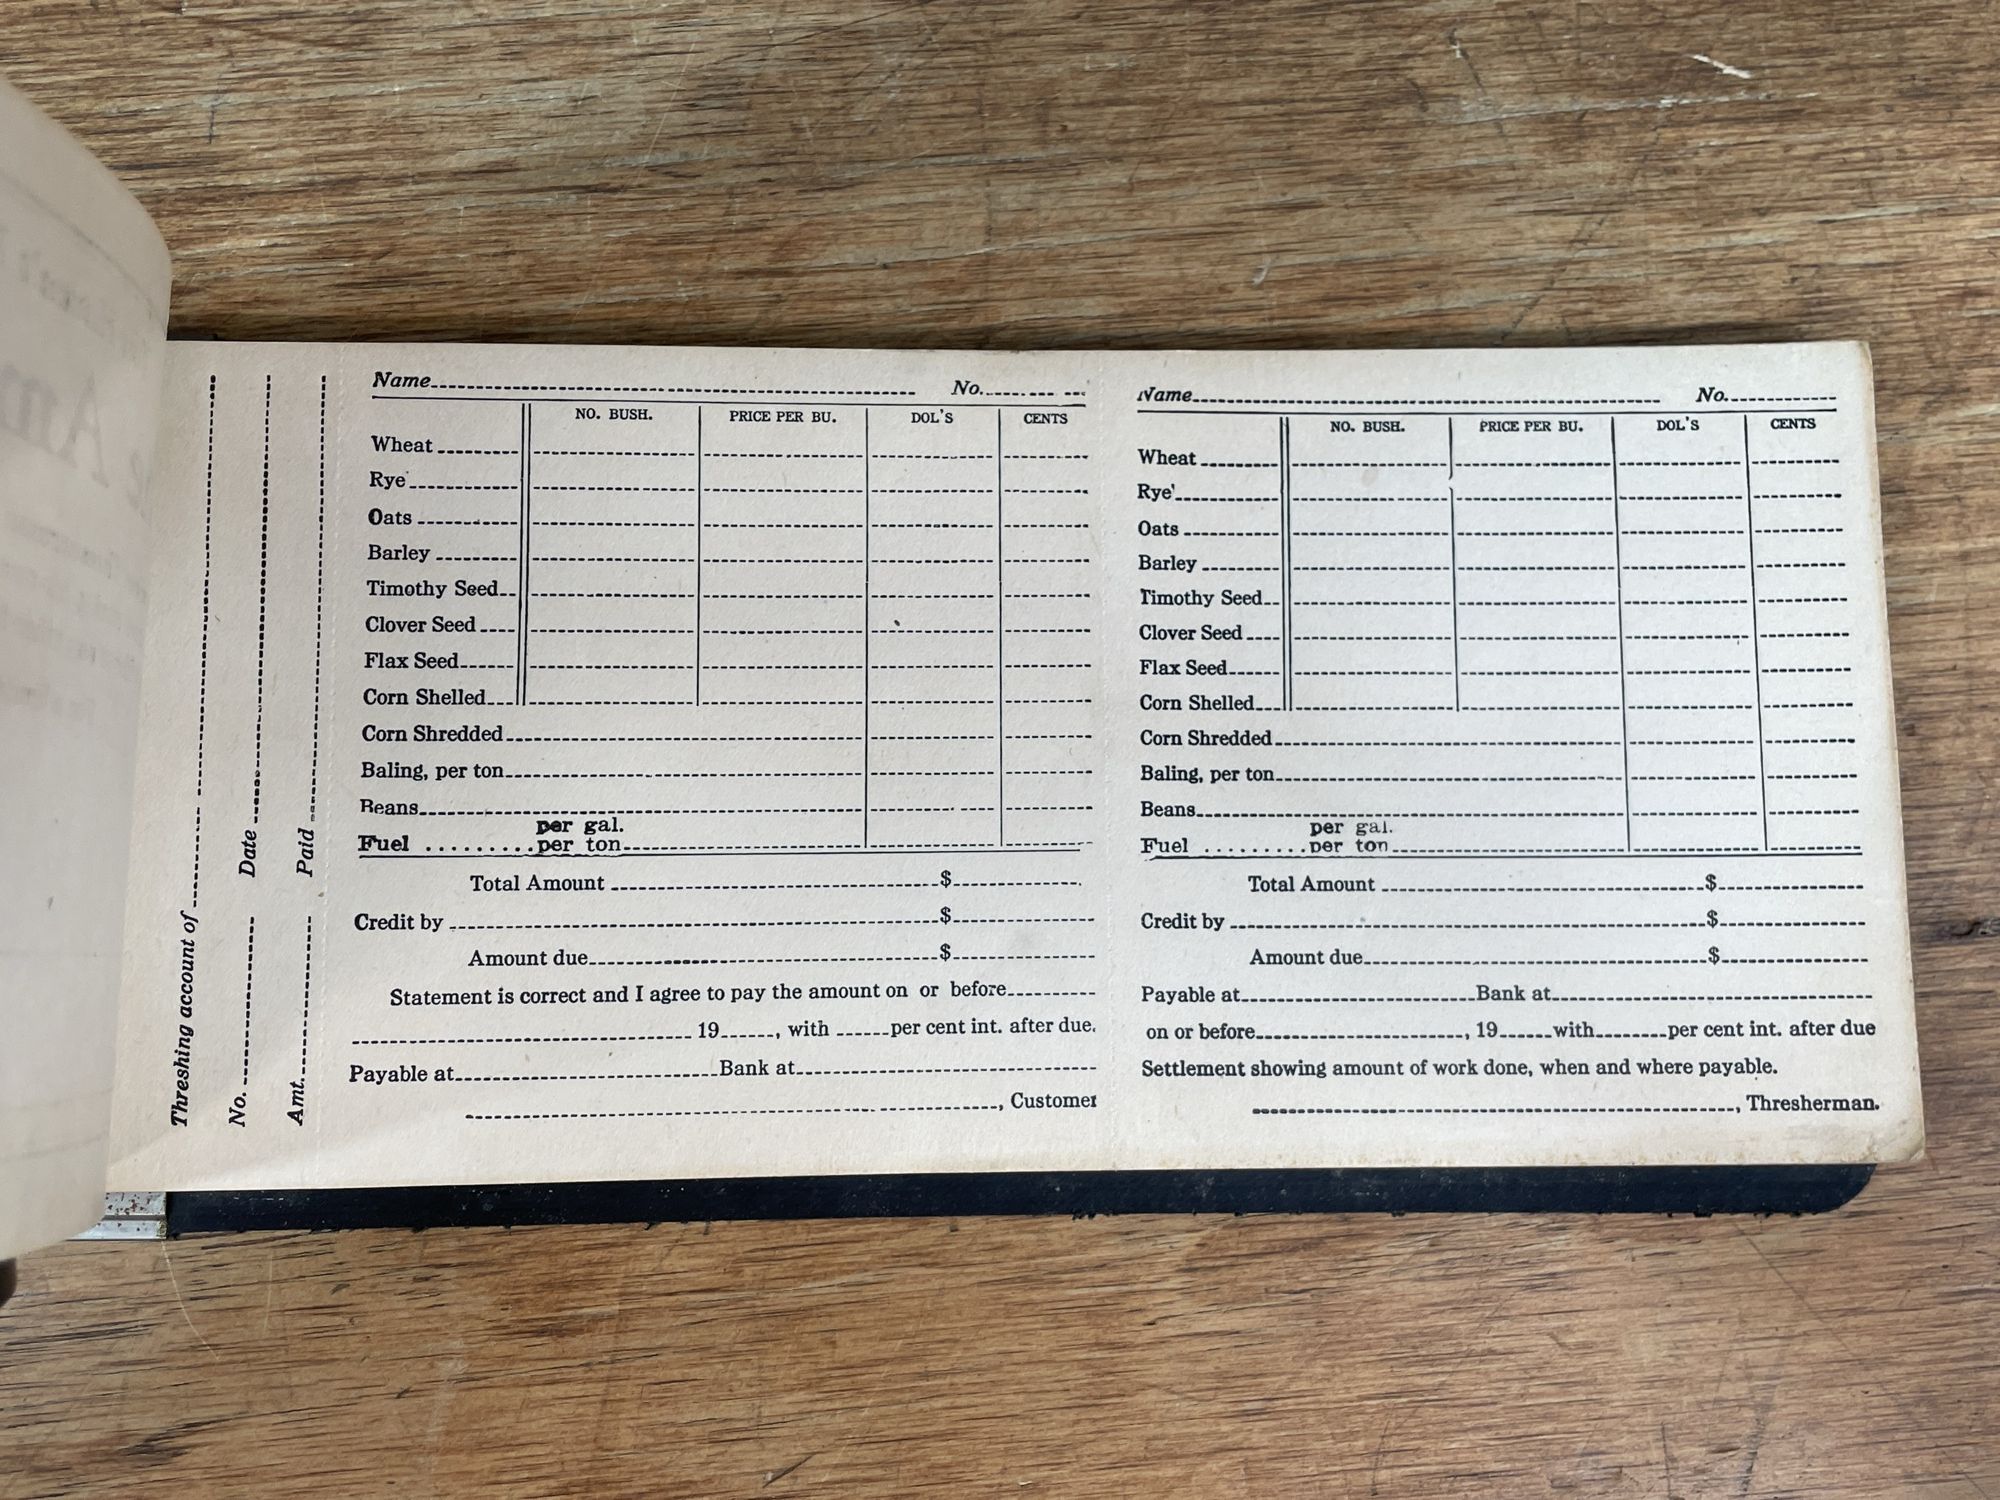 Threshing account of
No. Date
Amt. Paid
Name No.
NO. BUSH. PRICE PER BU. DOL'S CENTS
Wheat
Rye
Oats
Barley
Timothy Seed
Clover Seed
Flax Seed
Corn Shelled
Corn Shredded
Baling, per ton
Beans
per gal.
Fuel ......... per ton
Total Amount $
Credit by $
Amount due $
Statement is correct and I agree to pay the amount on or before
19 , with per cent int. after due.
Payable at Bank at
, Customer
Name No.
NO. BUSH. PRICE PER BU. DOL'S CENTS
Wheat
Rye'
Oats
Barley
Timothy Seed
Clover Seed
Flax Seed
Corn Shelled
Corn Shredded
Baling, per ton
Beans
per gal.
Fuel ......... per ton
Total Amount $
Credit by $
Amount due $
Payable at Bank at
on or before , 19 with per cent int. after due
Settlement showing amount of work done, when and where payable.
, Thresherman.